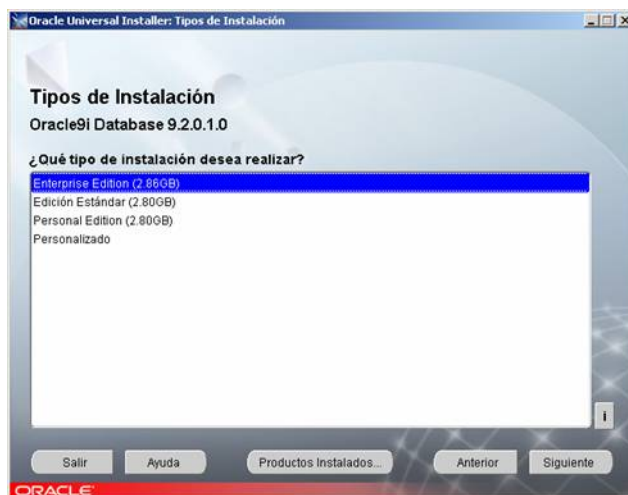 Oracle Universal Installer: Tipos de Instalación
Tipos de Instalación
Oracle9i Database 9.2.0.1.0
¿Qué tipo de instalación desea realizar?
Enterprise Edition (2.86GB)
Edición Estándar (2.80GB)
Personal Edition (2.80GB)
Personalizado
i
Salir Ayuda Productos Instalados... Anterior Siguiente
ORACLE